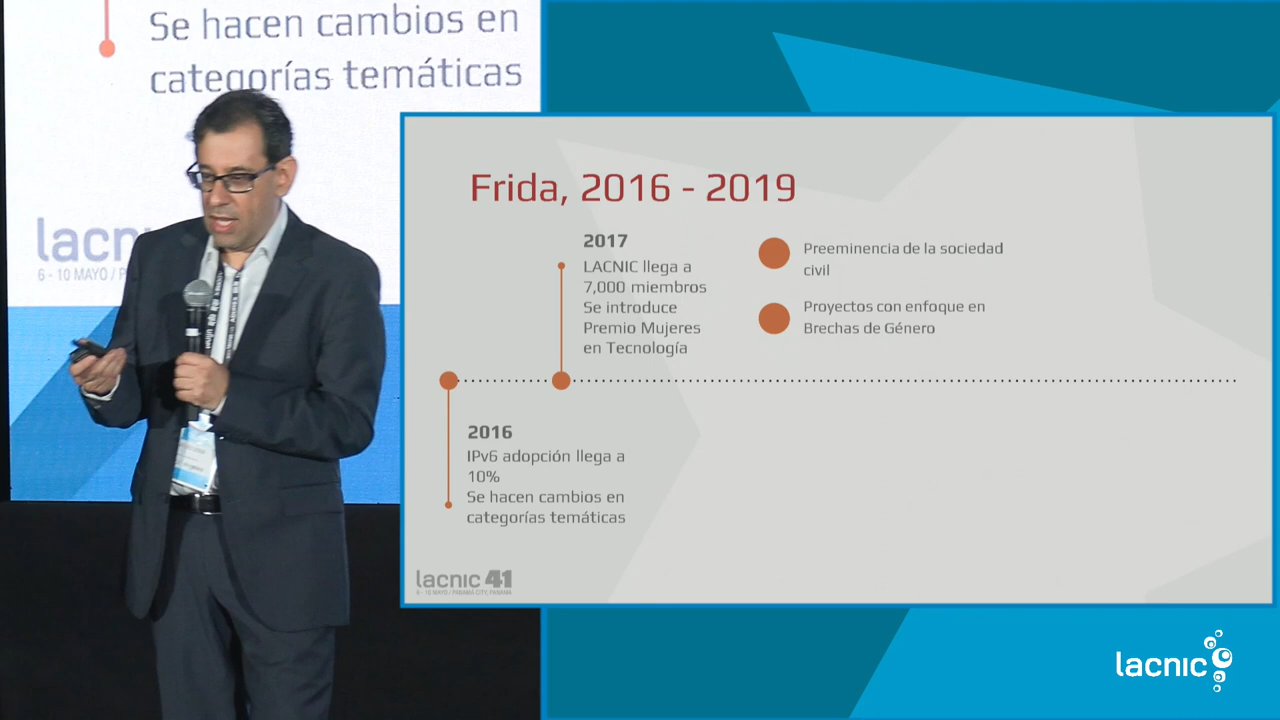 Se hacen cambios en
categorías temáticas
lacn
6 - 10 MAYO / P
Frida, 2016 - 2019
2017
LACNIC llega a
7,000 miembros
Se introduce
Premio Mujeres
en Tecnología
Preeminencia de la sociedad
civil
Proyectos con enfoque en
Brechas de Género
2016
IPv6 adopción llega a
10%
Se hacen cambios en
categorías temáticas
lacnic 41
6 - 10 MAYO / PANAMA CITY, PANAMA
lacnic